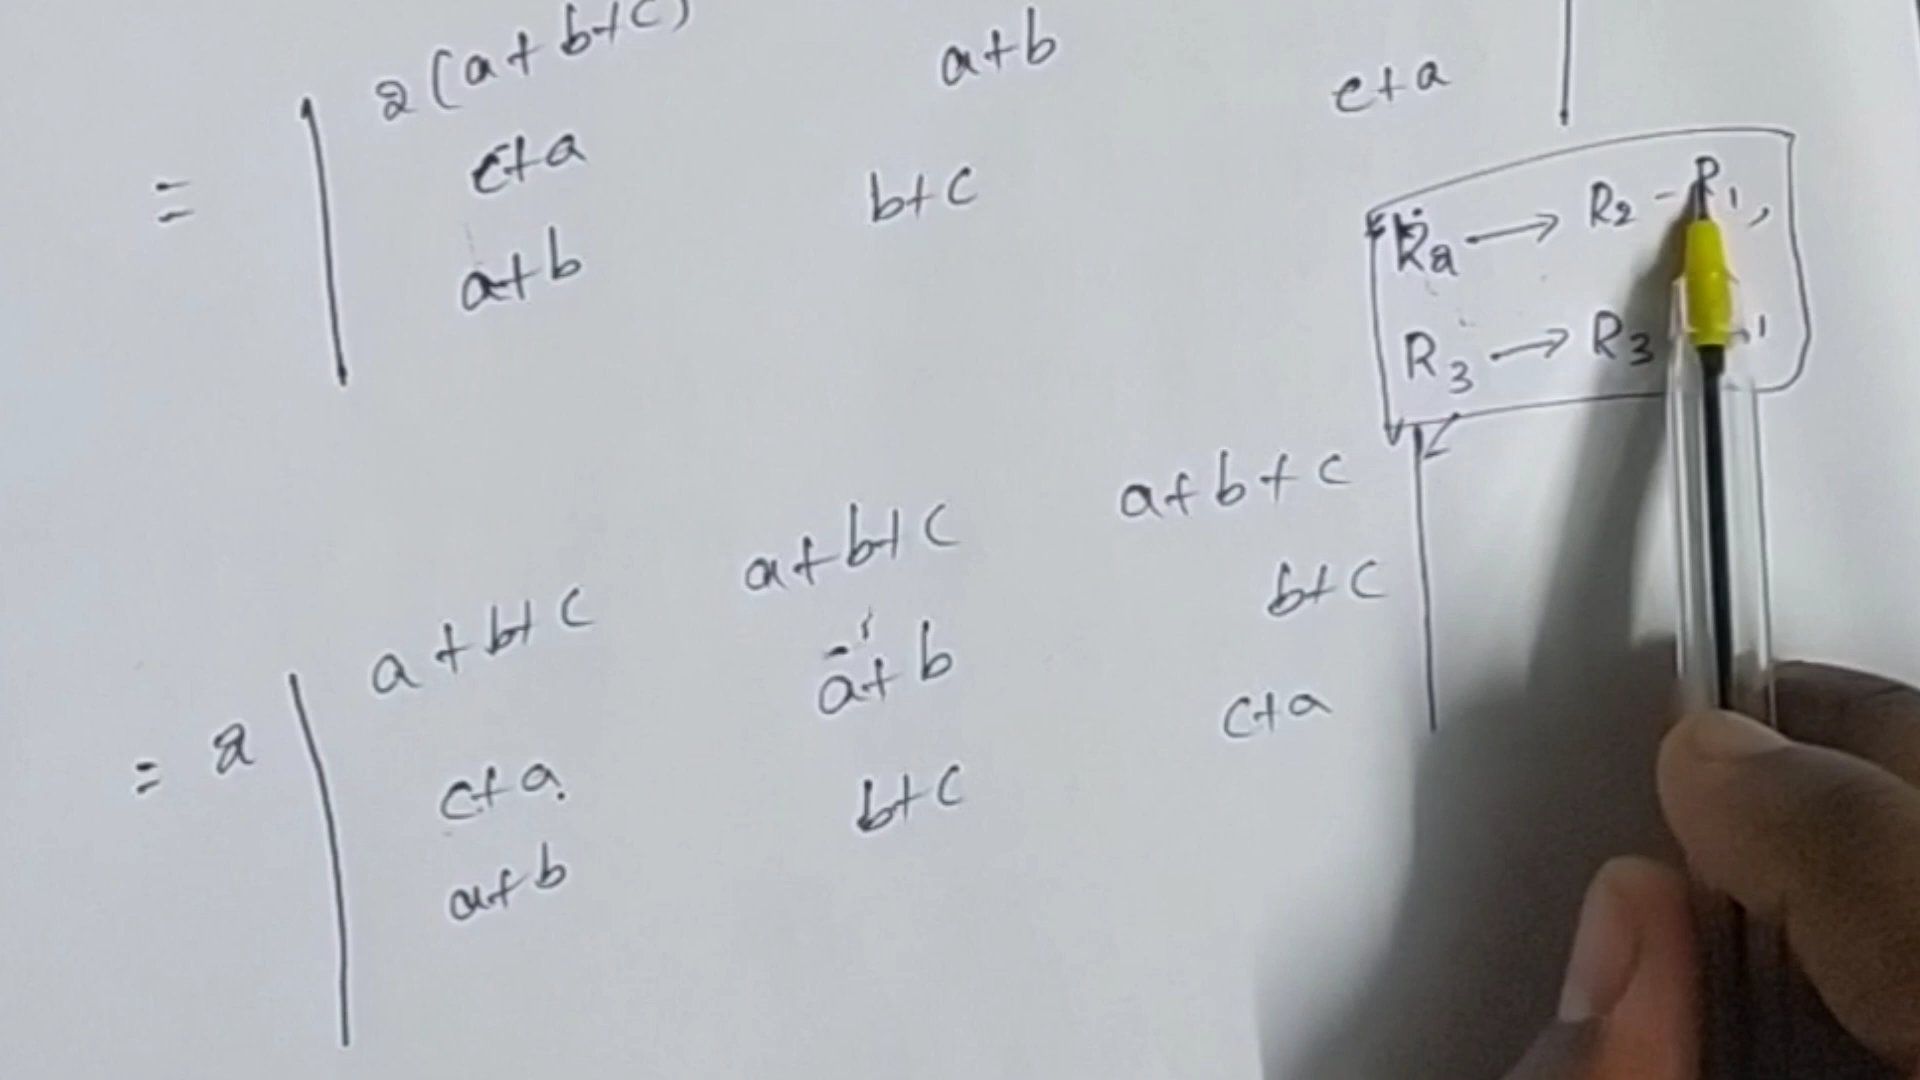 2(a+b+c)
= c+a a+b c+a
a+b b+c
R2 → R2 - R1,
R3 → R3
a+b+c a+b+c a+b+c
= 2 c+a a+b b+c
a+b b+c c+a